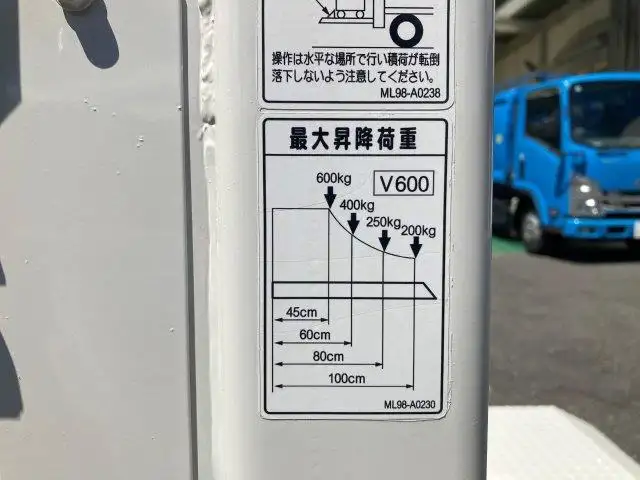 操作は水平な場所で行い積荷が転倒
落下しないよう注意してください。
ML98-A0238
最大昇降荷重
V600
600kg
400kg
250kg
200kg
45cm
60cm
80cm
100cm
ML98-A0230